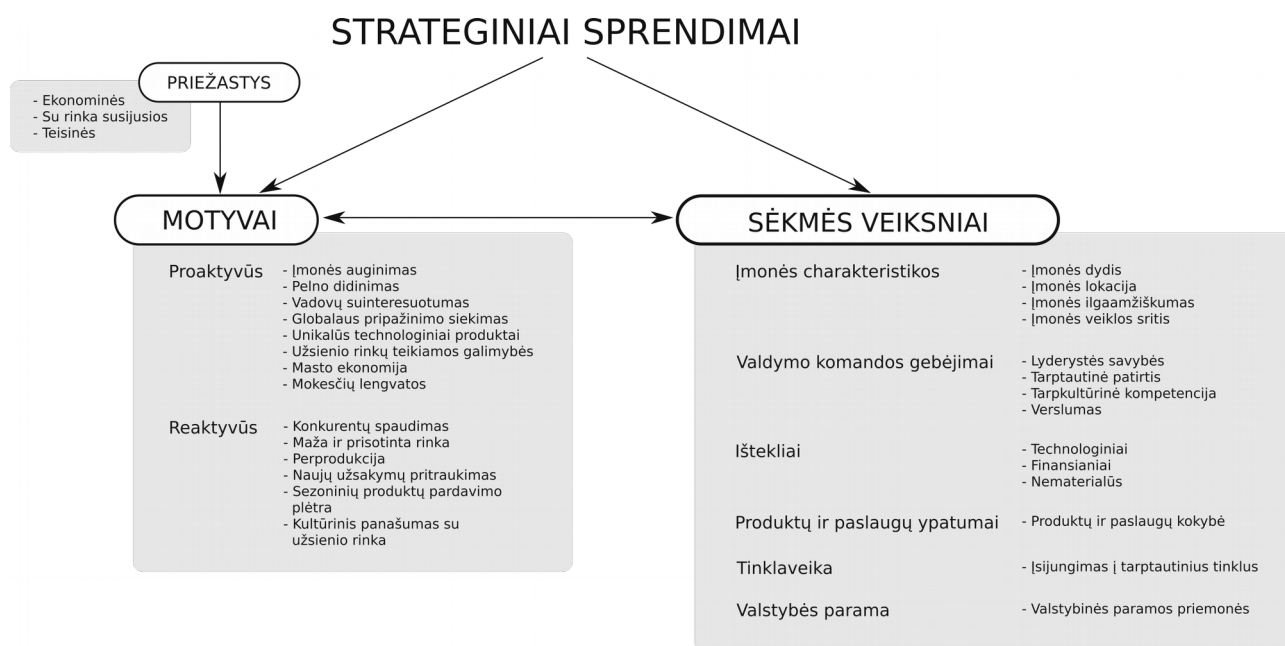 STRATEGINIAI SPRENDIMAI
PRIEŽASTYS
- Ekonominės
- Su rinka susijusios
- Teisinės
MOTYVAI
Proaktyvūs
- Įmonės auginimas
- Pelno didinimas
- Vadovų suinteresuotumas
- Globalaus pripažinimo siekimas
- Unikalūs technologiniai produktai
- Užsienio rinkų teikiamos galimybės
- Masto ekonomija
- Mokesčių lengvatos
Reaktyvūs
- Konkurentų spaudimas
- Maža ir prisotinta rinka
- Perprodukcija
- Naujų užsakymų pritraukimas
- Sezoninių produktų pardavimo
plėtra
- Kultūrinis panašumas su
užsienio rinka
SĖKMĖS VEIKSNIAI
Įmonės charakteristikos
- Įmonės dydis
- Įmonės lokacija
- Įmonės ilgaamžiškumas
- Įmonės veiklos sritis
Valdymo komandos gebėjimai
- Lyderystės savybės
- Tarptautinė patirtis
- Tarpkultūrinė kompetencija
- Verslumas
Ištekliai
- Technologiniai
- Finansianiai
- Nematerialūs
Produktų ir paslaugų ypatumai
- Produktų ir paslaugų kokybė
Tinklaveika
- Įsijungimas į tarptautinius tinklus
Valstybės parama
- Valstybinės paramos priemonės